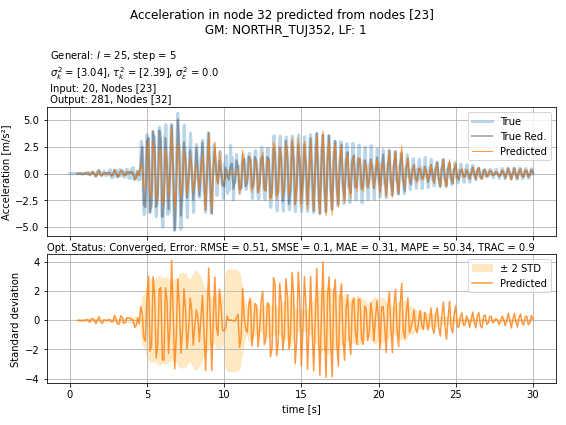 Acceleration in node 32 predicted from nodes [23]
GM: NORTHR_TUJ352, LF: 1
General: l = 25, step = 5
σ²ₖ = [3.04], τ²ₖ = [2.39], σ²ε = 0.0
Input: 20, Nodes [23]
Output: 281, Nodes [32]
Acceleration [m/s²]
5.0
2.5
0.0
−2.5
−5.0
True
True Red.
Predicted
Opt. Status: Converged, Error: RMSE = 0.51, SMSE = 0.1, MAE = 0.31, MAPE = 50.34, TRAC = 0.9
Standard deviation
4
2
0
−2
−4
± 2 STD
Predicted
0 5 10 15 20 25 30
time [s]